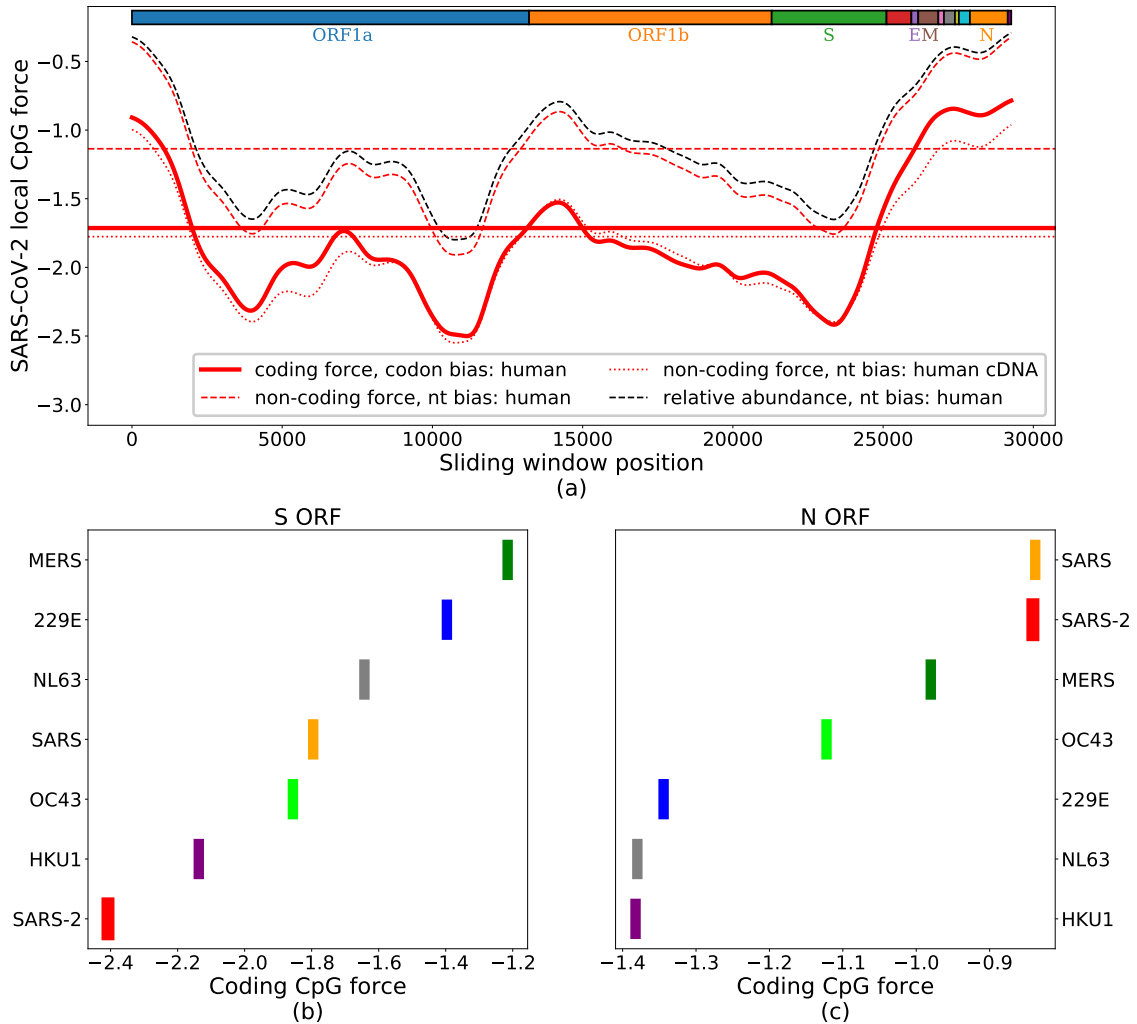 ORF1a
ORF1b
S
E
M
N
SARS-CoV-2 local CpG force
−0.5
−1.0
−1.5
−2.0
−2.5
−3.0
coding force, codon bias: human
non-coding force, nt bias: human
non-coding force, nt bias: human cDNA
relative abundance, nt bias: human
0
5000
10000
15000
20000
25000
30000
Sliding window position
(a)
S ORF
MERS
229E
NL63
SARS
OC43
HKU1
SARS-2
−2.4
−2.2
−2.0
−1.8
−1.6
−1.4
−1.2
Coding CpG force
(b)
N ORF
SARS
SARS-2
MERS
OC43
229E
NL63
HKU1
−1.4
−1.3
−1.2
−1.1
−1.0
−0.9
Coding CpG force
(c)